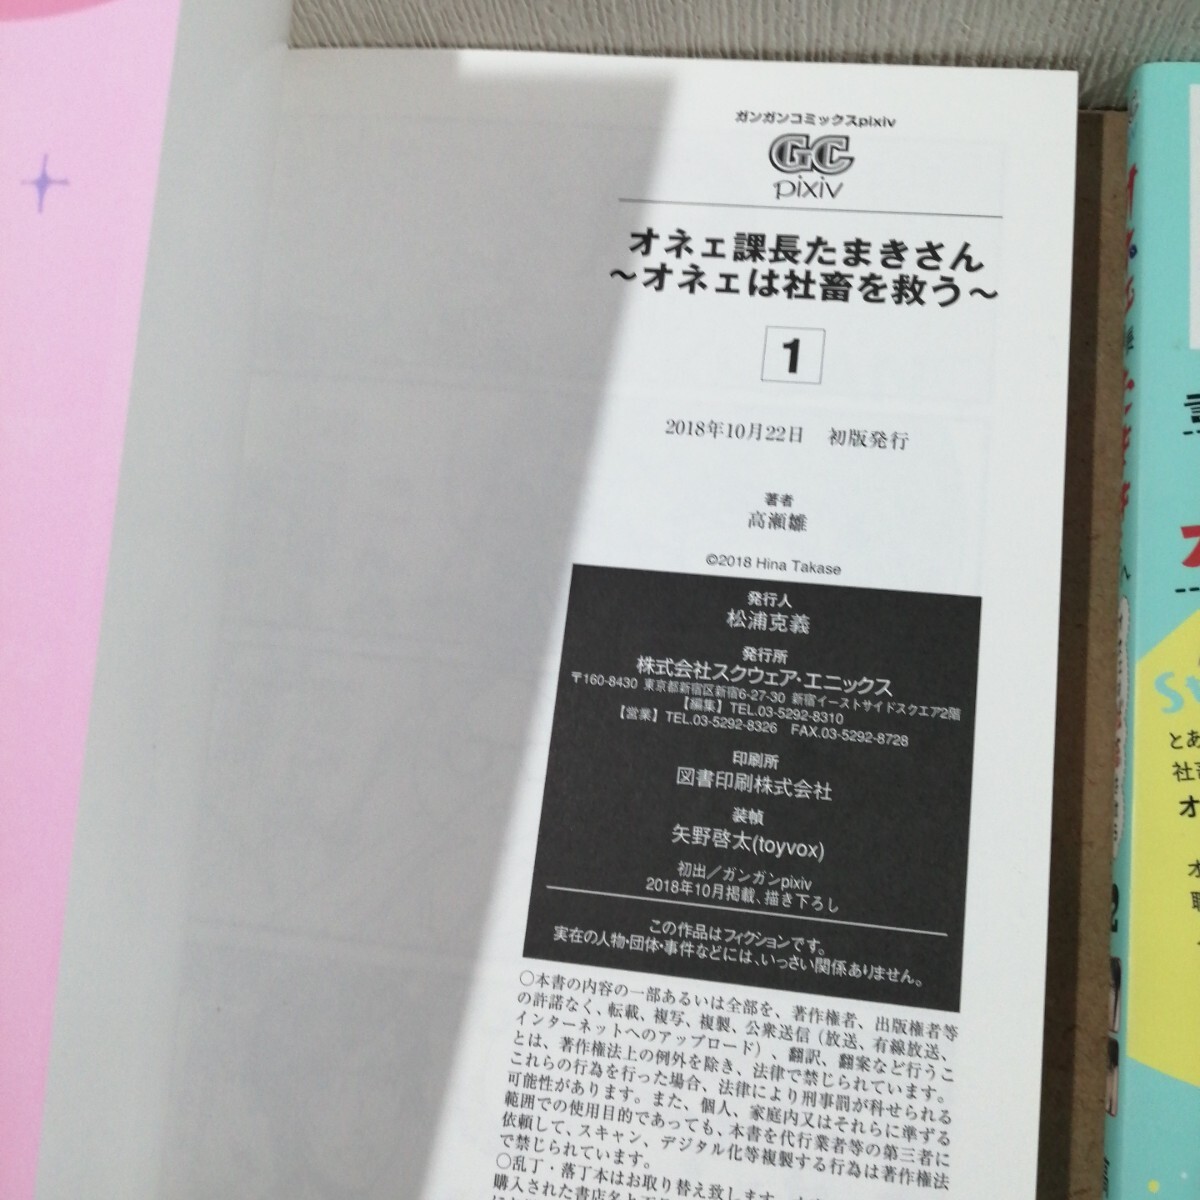 ガンガンコミックスpixiv
GC
pixiv
オネェ課長たまきさん
〜オネェは社畜を救う〜
1
2018年10月22日　初版発行
著者
高瀬雛
©2018 Hina Takase
発行人
松浦克義
発行所
株式会社スクウェア・エニックス
〒160-8430 東京都新宿区新宿6-27-30 新宿イーストサイドスクエア2階
【編集】TEL.03-5292-8310
【営業】TEL.03-5292-8326　FAX.03-5292-8728
印刷所
図書印刷株式会社
装幀
矢野啓太(toyvox)
初出／ガンガンpixiv
2018年10月掲載、描き下ろし
この作品はフィクションです。
実在の人物・団体・事件などには、いっさい関係ありません。
○本書の内容の一部あるいは全部を、著作権者、出版権者等
の許諾なく、転載、複写、複製、公衆送信（放送、有線放送、
インターネットへのアップロード）、翻訳、翻案など行うこ
とは、著作権法上の例外を除き、法律で禁じられています。
これらの行為を行った場合、法律により刑事罰が科せられる
可能性があります。また、個人、家庭内又はそれらに準ずる
範囲での使用目的であっても、本書を代行業者等の第三者に
依頼して、スキャン、デジタル化等複製する行為は著作権法
で禁じられています。
○乱丁・落丁本はお取り替え致します。
購入された書店名と
とあ
社畜
オ
2